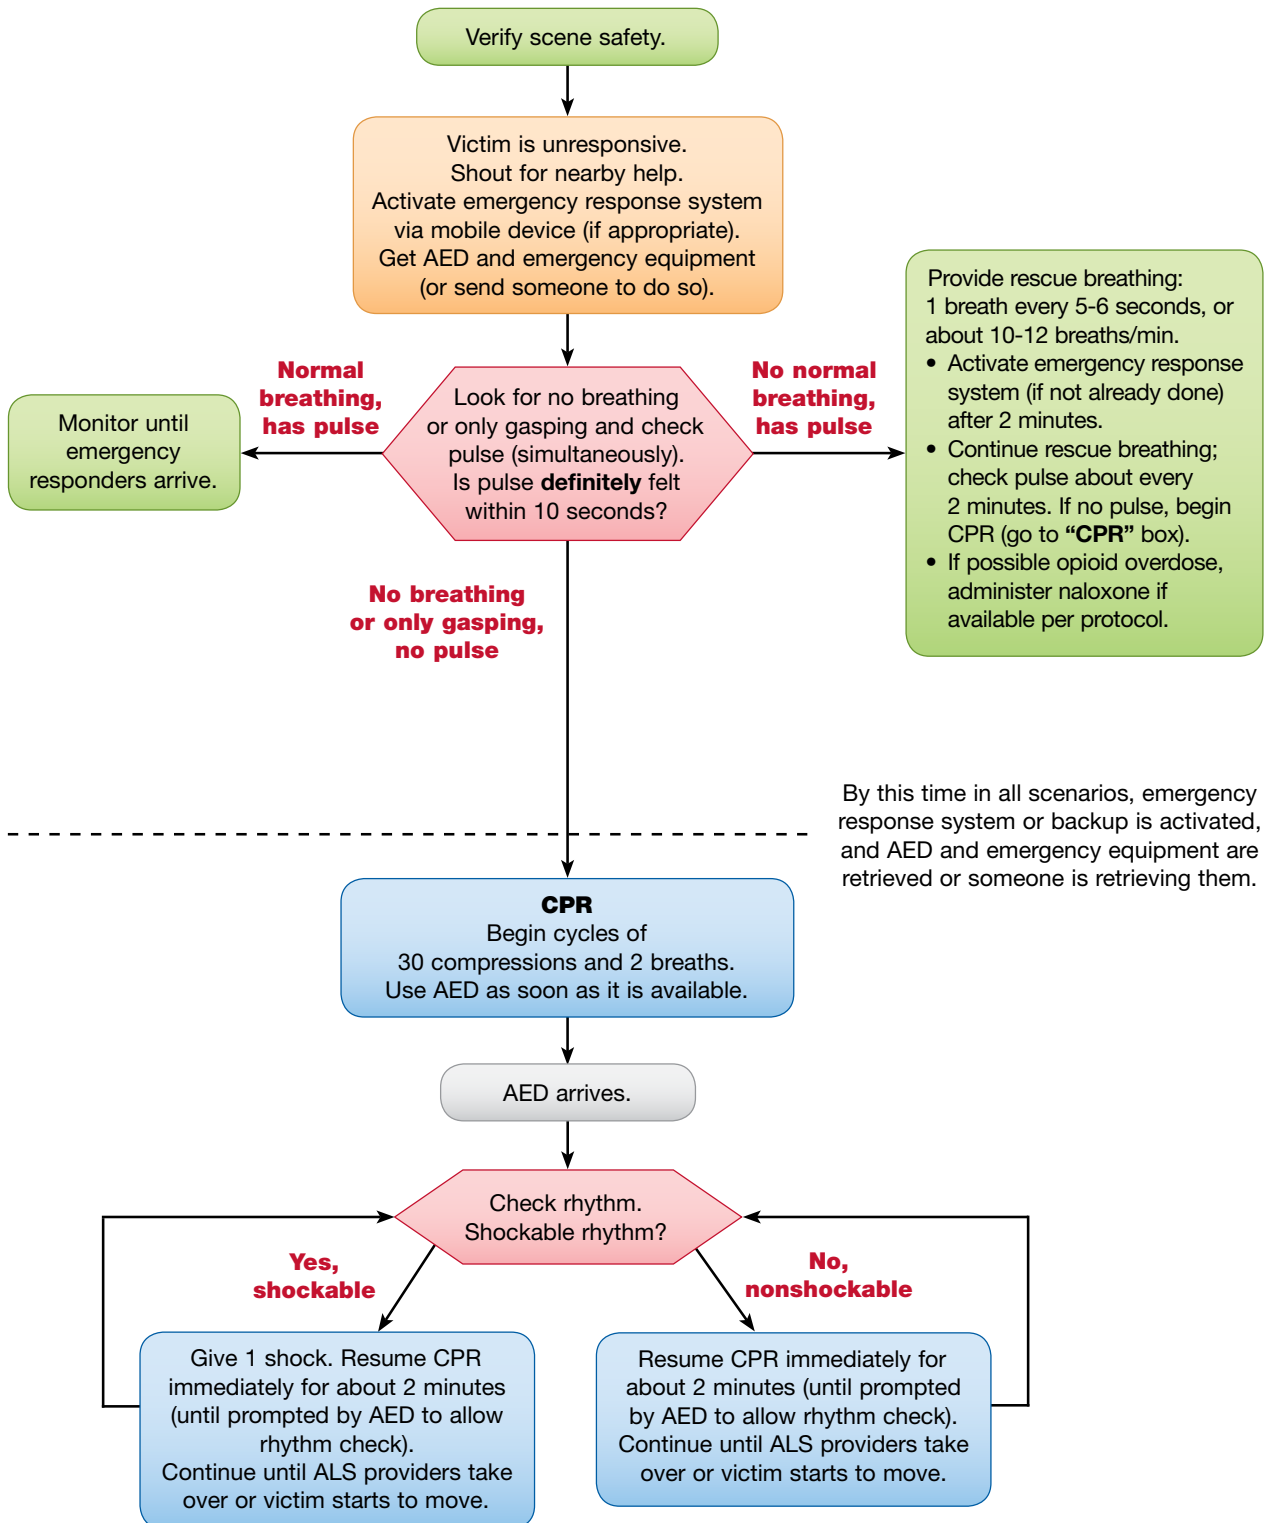 Verify scene safety.
Victim is unresponsive.
Shout for nearby help.
Activate emergency response system
via mobile device (if appropriate).
Get AED and emergency equipment
(or send someone to do so).
Normal
breathing,
has pulse
Monitor until
emergency
responders arrive.
Look for no breathing
or only gasping and check
pulse (simultaneously).
Is pulse definitely felt
within 10 seconds?
No normal
breathing,
has pulse
Provide rescue breathing:
1 breath every 5-6 seconds, or
about 10-12 breaths/min.
• Activate emergency response
system (if not already done)
after 2 minutes.
• Continue rescue breathing;
check pulse about every
2 minutes. If no pulse, begin
CPR (go to “CPR” box).
• If possible opioid overdose,
administer naloxone if
available per protocol.
No breathing
or only gasping,
no pulse
By this time in all scenarios, emergency
response system or backup is activated,
and AED and emergency equipment are
retrieved or someone is retrieving them.
CPR
Begin cycles of
30 compressions and 2 breaths.
Use AED as soon as it is available.
AED arrives.
Check rhythm.
Shockable rhythm?
Yes,
shockable
No,
nonshockable
Give 1 shock. Resume CPR
immediately for about 2 minutes
(until prompted by AED to allow
rhythm check).
Continue until ALS providers take
over or victim starts to move.
Resume CPR immediately for
about 2 minutes (until prompted
by AED to allow rhythm check).
Continue until ALS providers take
over or victim starts to move.